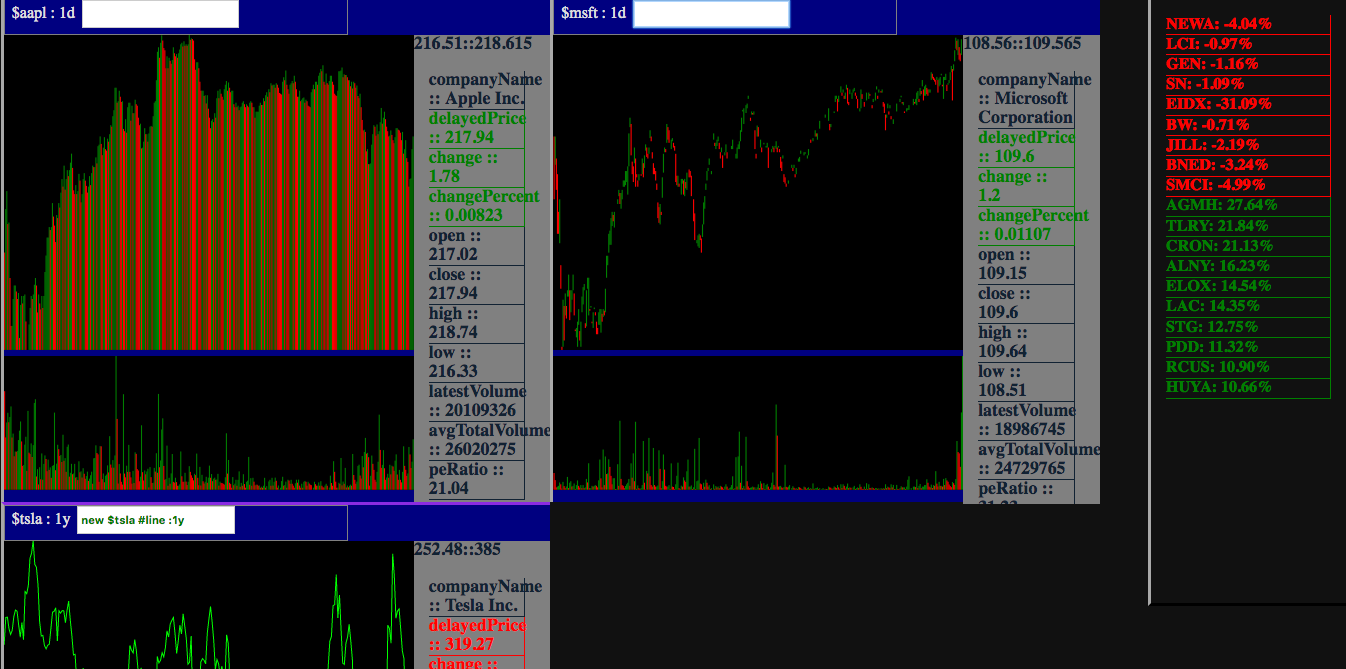 $aapl : 1d
216.51::218.615
companyName
:: Apple Inc.
delayedPrice
:: 217.94
change ::
1.78
changePercent
:: 0.00823
open ::
217.02
close ::
217.94
high ::
218.74
low ::
216.33
latestVolume
:: 20109326
avgTotalVolume
:: 26020275
peRatio ::
21.04
$msft : 1d
108.56::109.565
companyName
:: Microsoft
Corporation
delayedPrice
:: 109.6
change ::
1.2
changePercent
:: 0.01107
open ::
109.15
close ::
109.6
high ::
109.64
low ::
108.51
latestVolume
:: 18986745
avgTotalVolume
:: 24729765
peRatio ::
$tsla : 1y
new $tsla #line :1y
252.48::385
companyName
:: Tesla Inc.
delayedPrice
:: 319.27
change ::
NEWA: -4.04%
LCI: -0.97%
GEN: -1.16%
SN: -1.09%
EIDX: -31.09%
BW: -0.71%
JILL: -2.19%
BNED: -3.24%
SMCI: -4.99%
AGMH: 27.64%
TLRY: 21.84%
CRON: 21.13%
ALNY: 16.23%
ELOX: 14.54%
LAC: 14.35%
STG: 12.75%
PDD: 11.32%
RCUS: 10.90%
HUYA: 10.66%